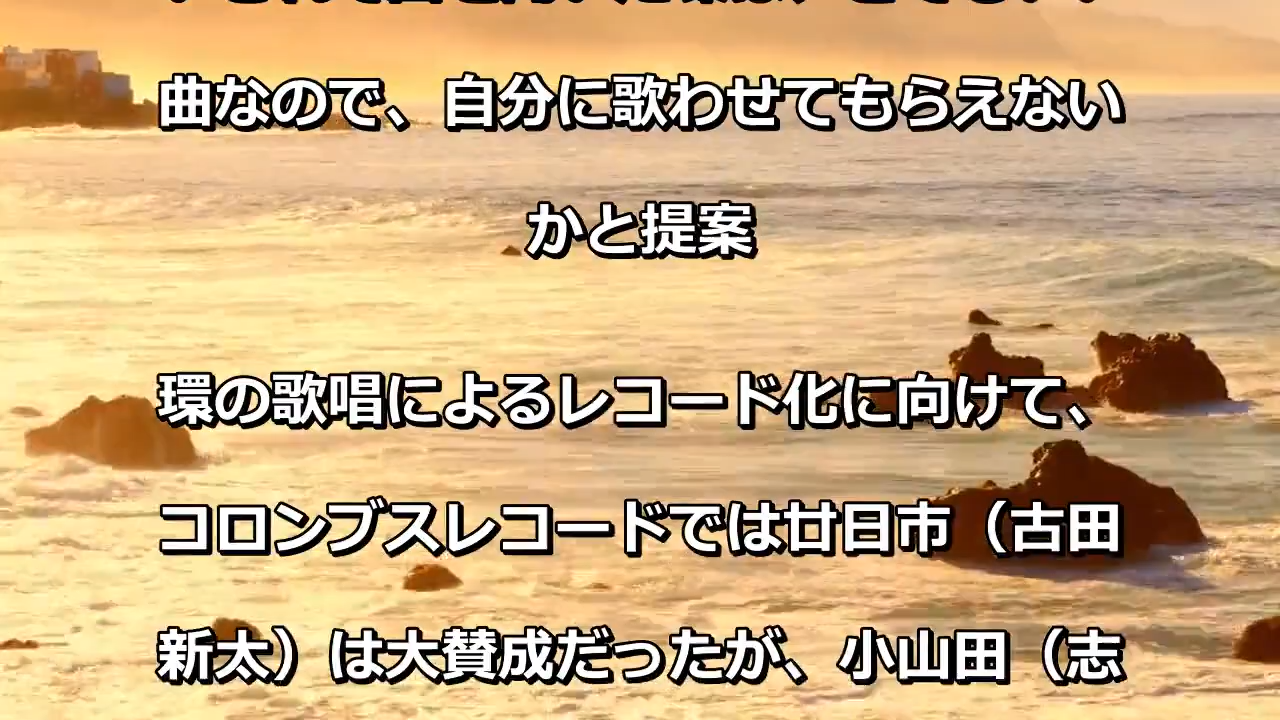 曲なので、自分に歌わせてもらえない
かと提案
環の歌唱によるレコード化に向けて、
コロンブスレコードでは廿日市（古田
新太）は大賛成だったが、小山田（志